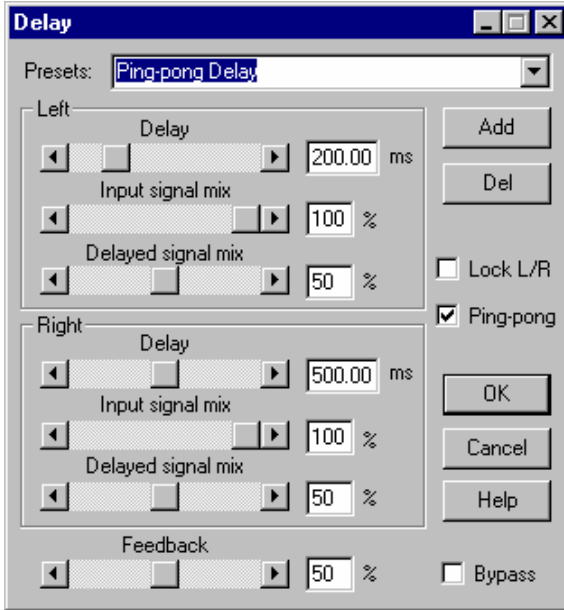 Delay
Presets: Ping-pong Delay
Left
Delay
200.00 ms
Input signal mix
100 %
Delayed signal mix
50 %
Right
Delay
500.00 ms
Input signal mix
100 %
Delayed signal mix
50 %
Feedback
50 %
Add
Del
Lock L/R
Ping-pong
OK
Cancel
Help
Bypass